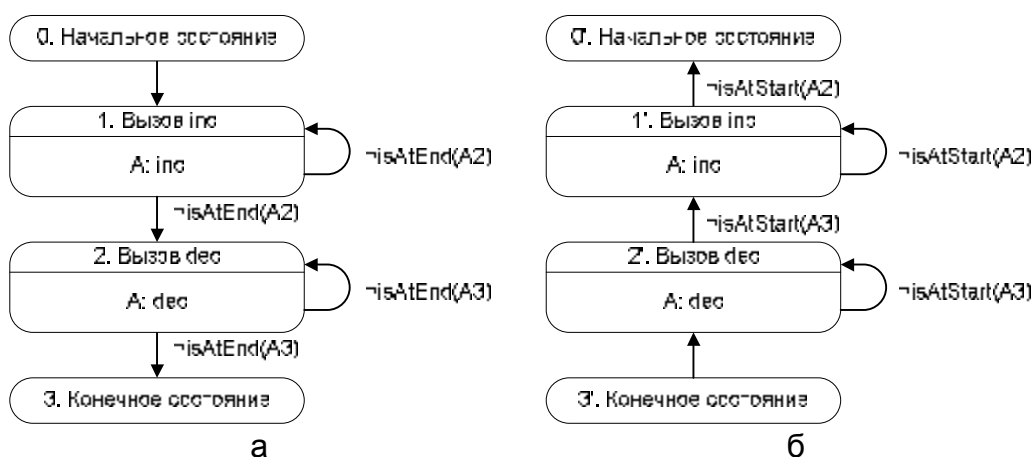 0. Начальное состояние
1. Вызов inc
A: inc
¬isAtEnd(A2)
¬isAtEnd(A2)
2. Вызов dec
A: dec
¬isAtEnd(A3)
¬isAtEnd(A3)
3. Конечное состояние
а
0'. Начальное состояние
¬isAtStart(A2)
1'. Вызов inc
A: inc
¬isAtStart(A2)
¬isAtStart(A3)
2'. Вызов dec
A: dec
¬isAtStart(A3)
3'. Конечное состояние
б